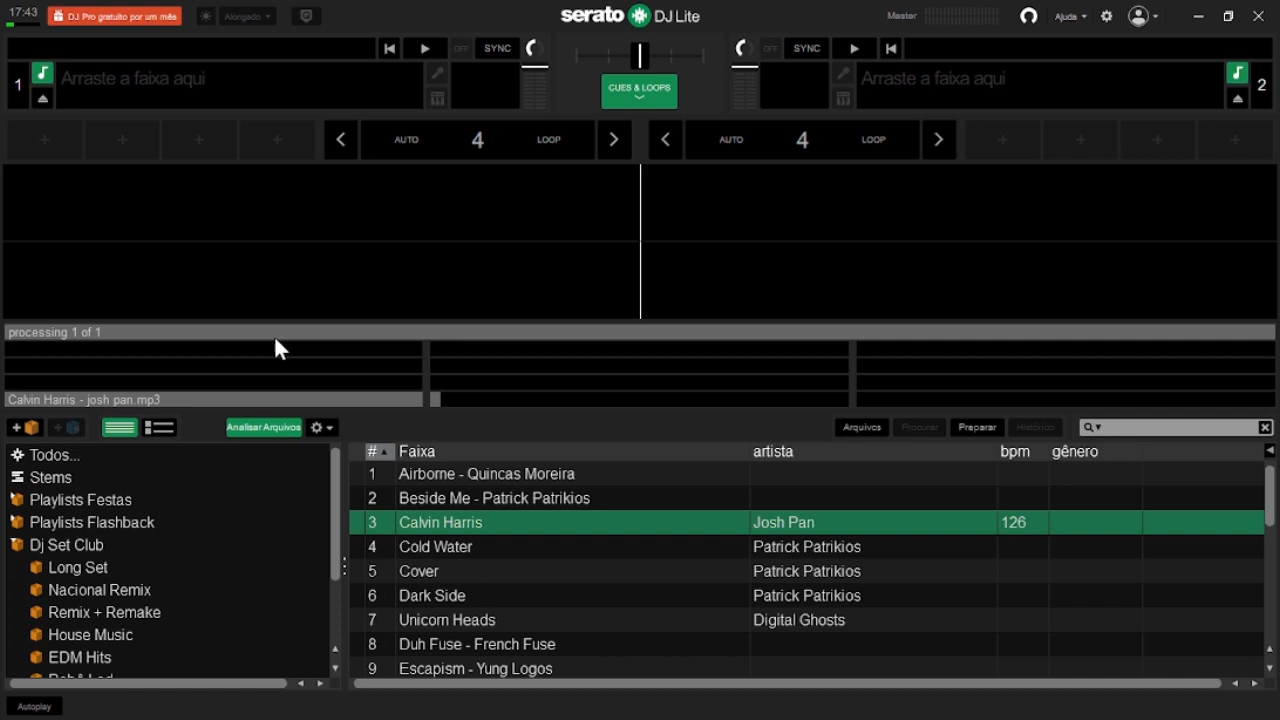 17:43 DJ Pro gratuito por um mês Alongado serato DJ Lite Master Ajuda
OFF SYNC SYNC OFF
1 Arraste a faixa aqui CUES & LOOPS Arraste a faixa aqui 2
AUTO 4 LOOP AUTO 4 LOOP
processing 1 of 1
Calvin Harris - josh pan.mp3
Analisar Arquivos Arquivos Procurar Preparar Histórico
Todos...
Stems
Playlists Festas
Playlists Flashback
Dj Set Club
Long Set
Nacional Remix
Remix + Remake
House Music
EDM Hits
# Faixa artista bpm gênero
1 Airborne - Quincas Moreira
2 Beside Me - Patrick Patrikios
3 Calvin Harris Josh Pan 126
4 Cold Water Patrick Patrikios
5 Cover Patrick Patrikios
6 Dark Side Patrick Patrikios
7 Unicorn Heads Digital Ghosts
8 Duh Fuse - French Fuse
9 Escapism - Yung Logos
Autoplay